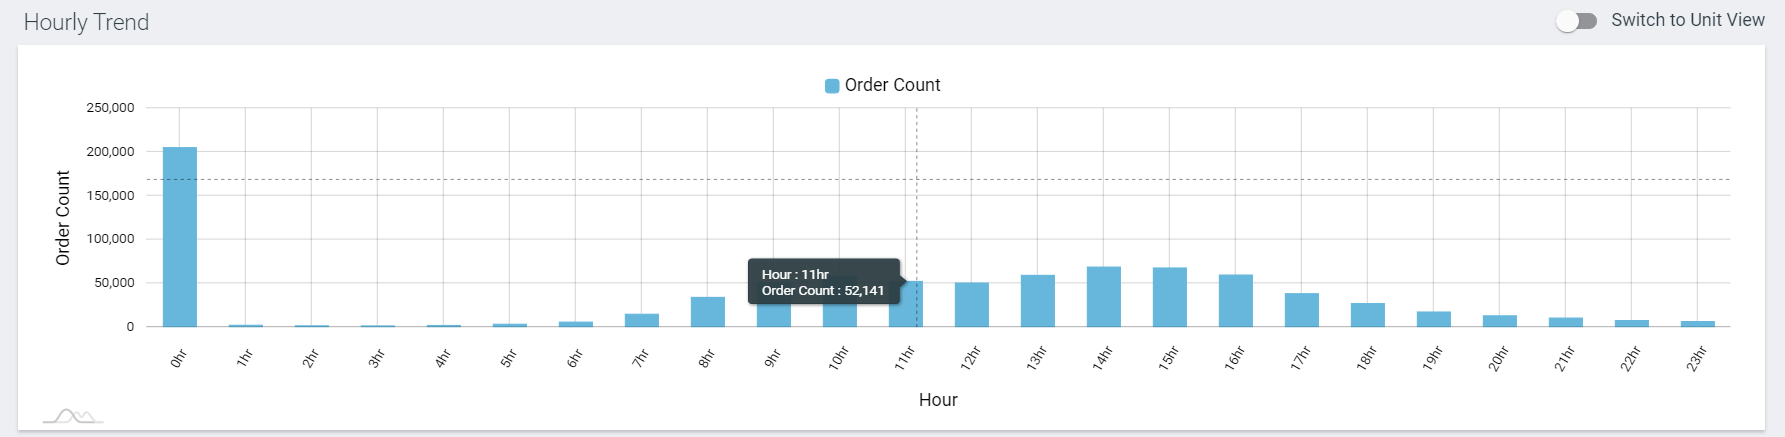 Hourly Trend
Switch to Unit View
Order Count
250,000
200,000
150,000
100,000
50,000
0
Order Count
Hour : 11hr
Order Count : 52,141
0hr
1hr
2hr
3hr
4hr
5hr
6hr
7hr
8hr
9hr
10hr
11hr
12hr
13hr
14hr
15hr
16hr
17hr
18hr
19hr
20hr
21hr
22hr
23hr
Hour